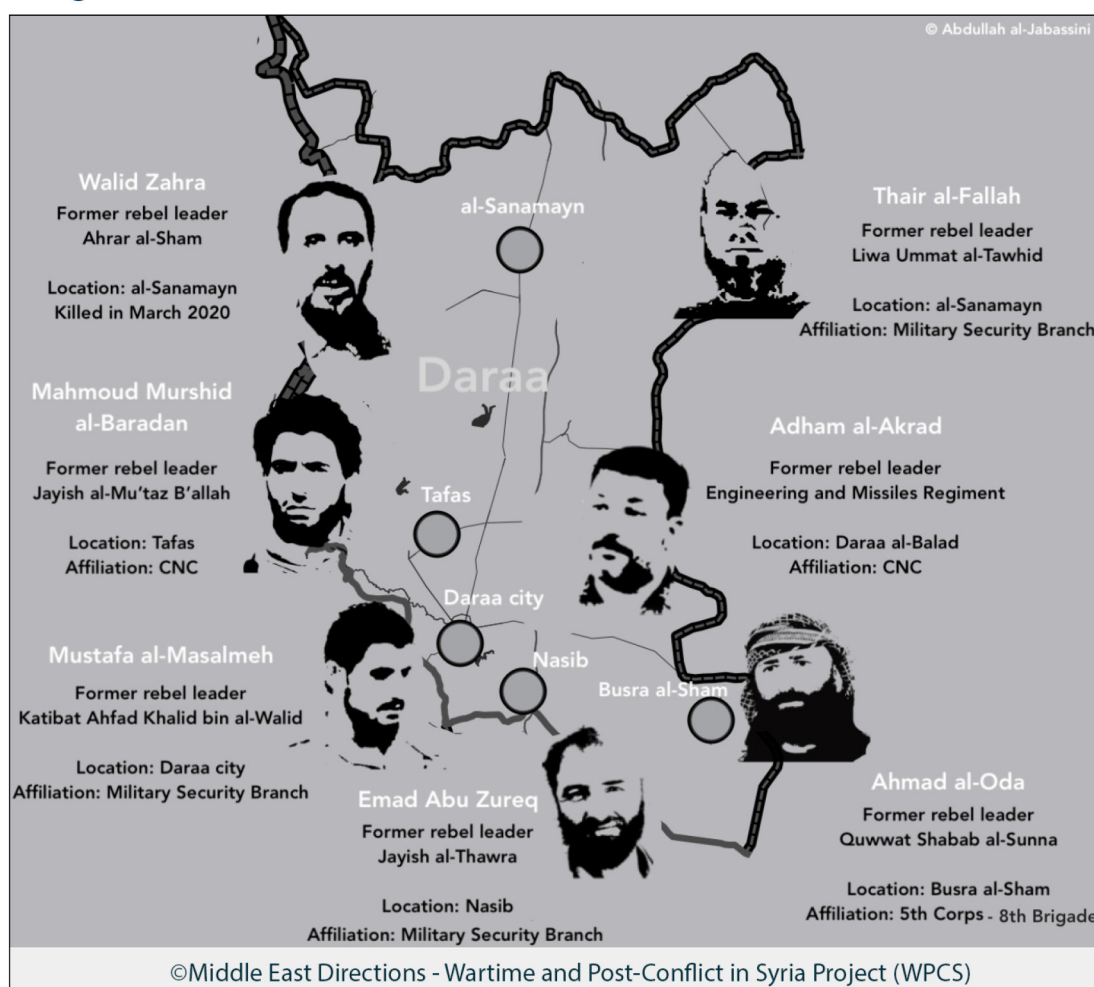 © Abdullah al-Jabassini
Walid Zahra
Former rebel leader
Ahrar al-Sham
Location: al-Sanamayn
Killed in March 2020
al-Sanamayn
Thair al-Fallah
Former rebel leader
Liwa Ummat al-Tawhid
Location: al-Sanamayn
Affiliation: Military Security Branch
Daraa
Mahmoud Murshid
al-Baradan
Former rebel leader
Jayish al-Mu'taz B'allah
Location: Tafas
Affiliation: CNC
Tafas
Adham al-Akrad
Former rebel leader
Engineering and Missiles Regiment
Location: Daraa al-Balad
Affiliation: CNC
Daraa city
Nasib
Busra al-Sham
Mustafa al-Masalmeh
Former rebel leader
Katibat Ahfad Khalid bin al-Walid
Location: Daraa city
Affiliation: Military Security Branch
Emad Abu Zureq
Former rebel leader
Jayish al-Thawra
Location: Nasib
Affiliation: Military Security Branch
Ahmad al-Oda
Former rebel leader
Quwwat Shabab al-Sunna
Location: Busra al-Sham
Affiliation: 5th Corps - 8th Brigade
©Middle East Directions - Wartime and Post-Conflict in Syria Project (WPCS)